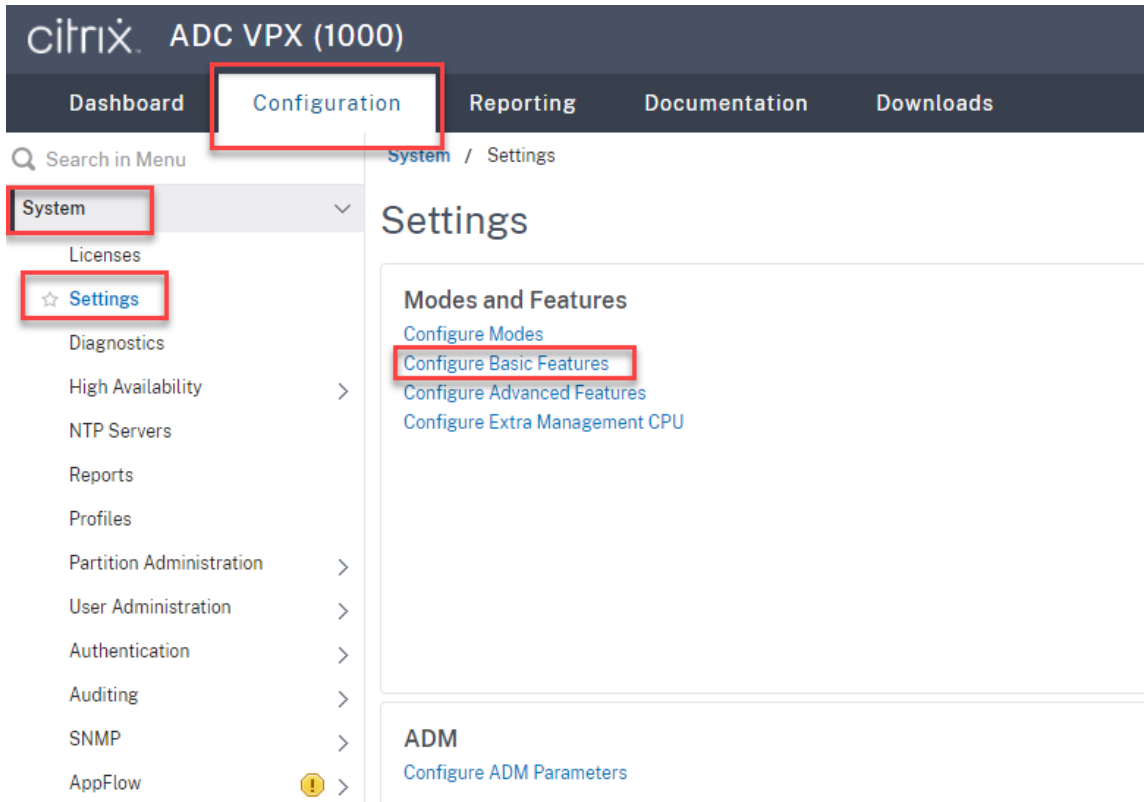 citrix. ADC VPX (1000)
Dashboard Configuration Reporting Documentation Downloads
Search in Menu
System
Licenses
Settings
Diagnostics
High Availability
NTP Servers
Reports
Profiles
Partition Administration
User Administration
Authentication
Auditing
SNMP
AppFlow
System / Settings
Settings
Modes and Features
Configure Modes
Configure Basic Features
Configure Advanced Features
Configure Extra Management CPU
ADM
Configure ADM Parameters